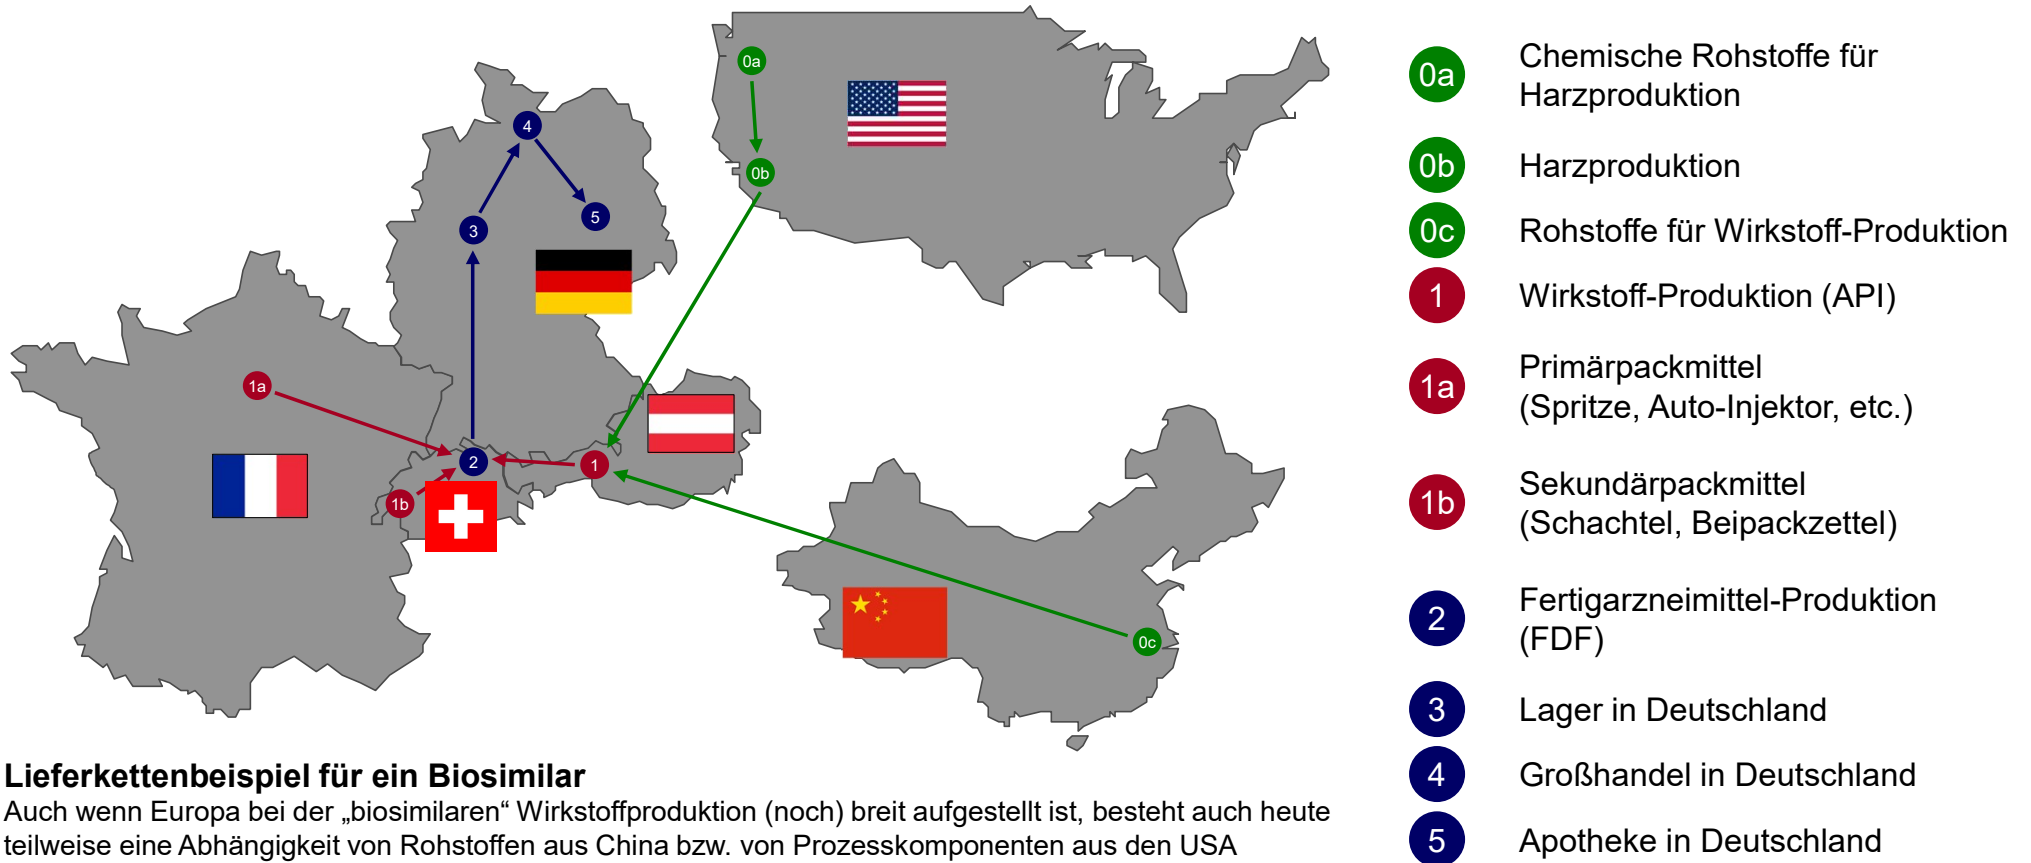 0a
0b
4
3
5
1a
2
1
1b
0c
0a Chemische Rohstoffe für
Harzproduktion
0b Harzproduktion
0c Rohstoffe für Wirkstoff-Produktion
1 Wirkstoff-Produktion (API)
1a Primärpackmittel
(Spritze, Auto-Injektor, etc.)
1b Sekundärpackmittel
(Schachtel, Beipackzettel)
2 Fertigarzneimittel-Produktion
(FDF)
3 Lager in Deutschland
4 Großhandel in Deutschland
5 Apotheke in Deutschland
Lieferkettenbeispiel für ein Biosimilar
Auch wenn Europa bei der „biosimilaren“ Wirkstoffproduktion (noch) breit aufgestellt ist, besteht auch heute
teilweise eine Abhängigkeit von Rohstoffen aus China bzw. von Prozesskomponenten aus den USA